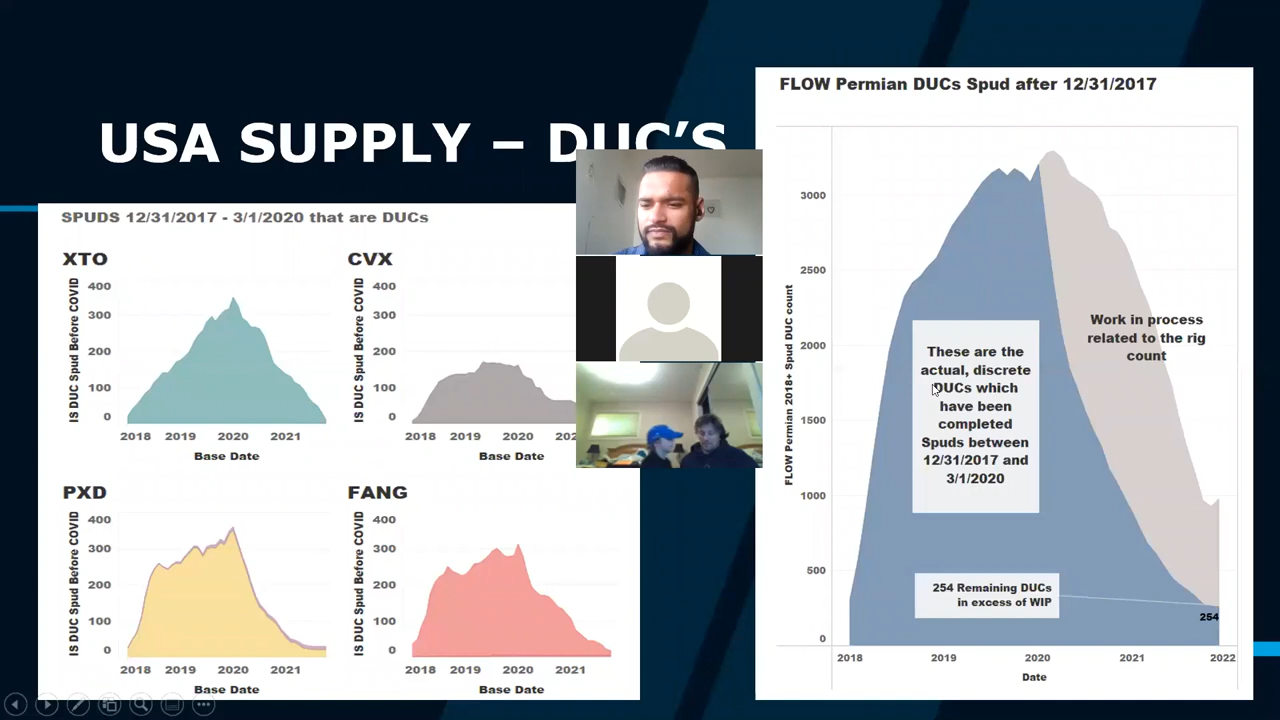 USA SUPPLY – DUC'S
SPUDS 12/31/2017 - 3/1/2020 that are DUCs
XTO
IS DUC Spud Before COVID
400
300
200
100
0
2018 2019 2020 2021
Base Date
CVX
IS DUC Spud Before COVID
400
300
200
100
0
2018 2019 2020 2021
Base Date
PXD
IS DUC Spud Before COVID
400
300
200
100
0
2018 2019 2020 2021
Base Date
FANG
IS DUC Spud Before COVID
400
300
200
100
0
2018 2019 2020 2021
Base Date
FLOW Permian DUCs Spud after 12/31/2017
FLOW Permian 2018+ Spud DUC count
3000
2500
2000
1500
1000
500
0
Work in process
related to the rig
count
These are the
actual, discrete
DUCs which
have been
completed
Spuds between
12/31/2017 and
3/1/2020
254 Remaining DUCs
in excess of WIP
254
2018 2019 2020 2021 2022
Date